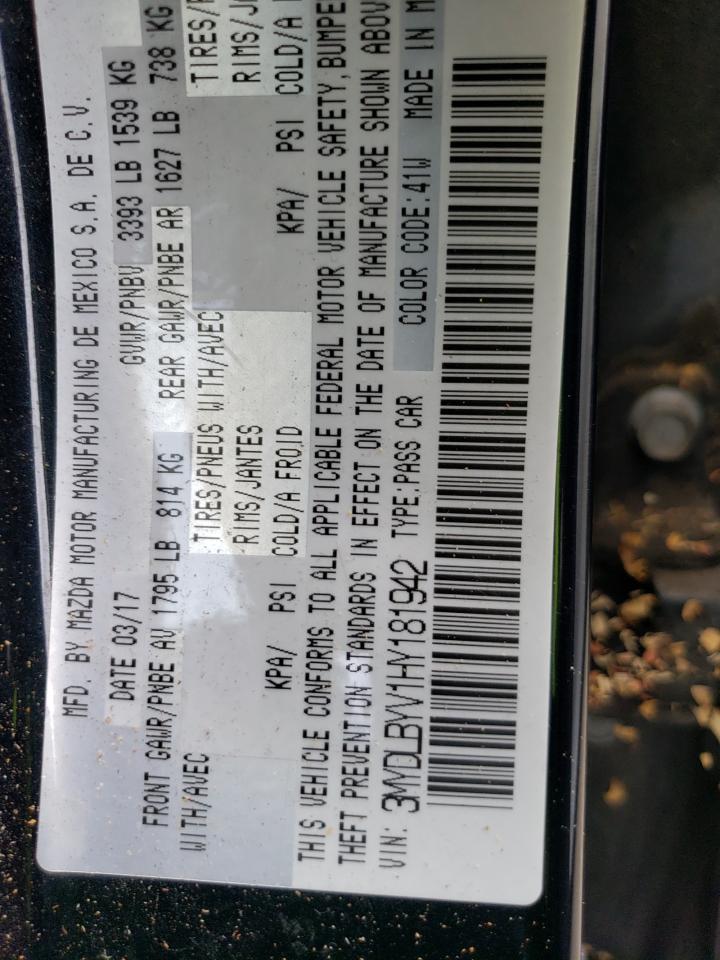 MFD. BY MAZDA MOTOR MANUFACTURING DE MEXICO S.A. DE C.V.
DATE 03/17 GVWR/PNBV 3393 LB 1539 KG
FRONT GAWR/PNBE AV 1795 LB 814 KG REAR GAWR/PNBE AR 1627 LB 738 KG
WITH/AVEC TIRES/PNEUS WITH/AVEC TIRES/
RIMS/JANTES RIMS/
KPA/ PSI COLD/A FROID KPA/ PSI COLD/A
THIS VEHICLE CONFORMS TO ALL APPLICABLE FEDERAL MOTOR VEHICLE SAFETY, BUMPE
THEFT PREVENTION STANDARDS IN EFFECT ON THE DATE OF MANUFACTURE SHOWN ABOV
VIN: 3MYDLBYV1HY181942 TYPE:PASS CAR COLOR CODE:41W MADE IN M